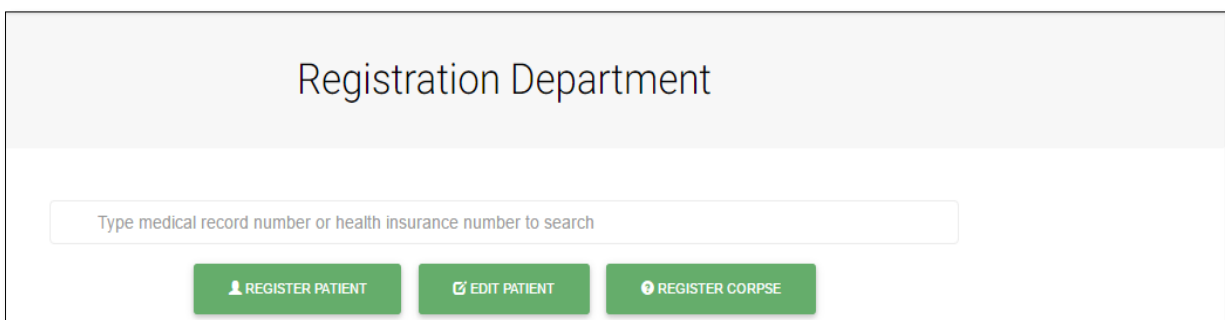 Registration Department
Type medical record number or health insurance number to search
REGISTER PATIENT EDIT PATIENT REGISTER CORPSE